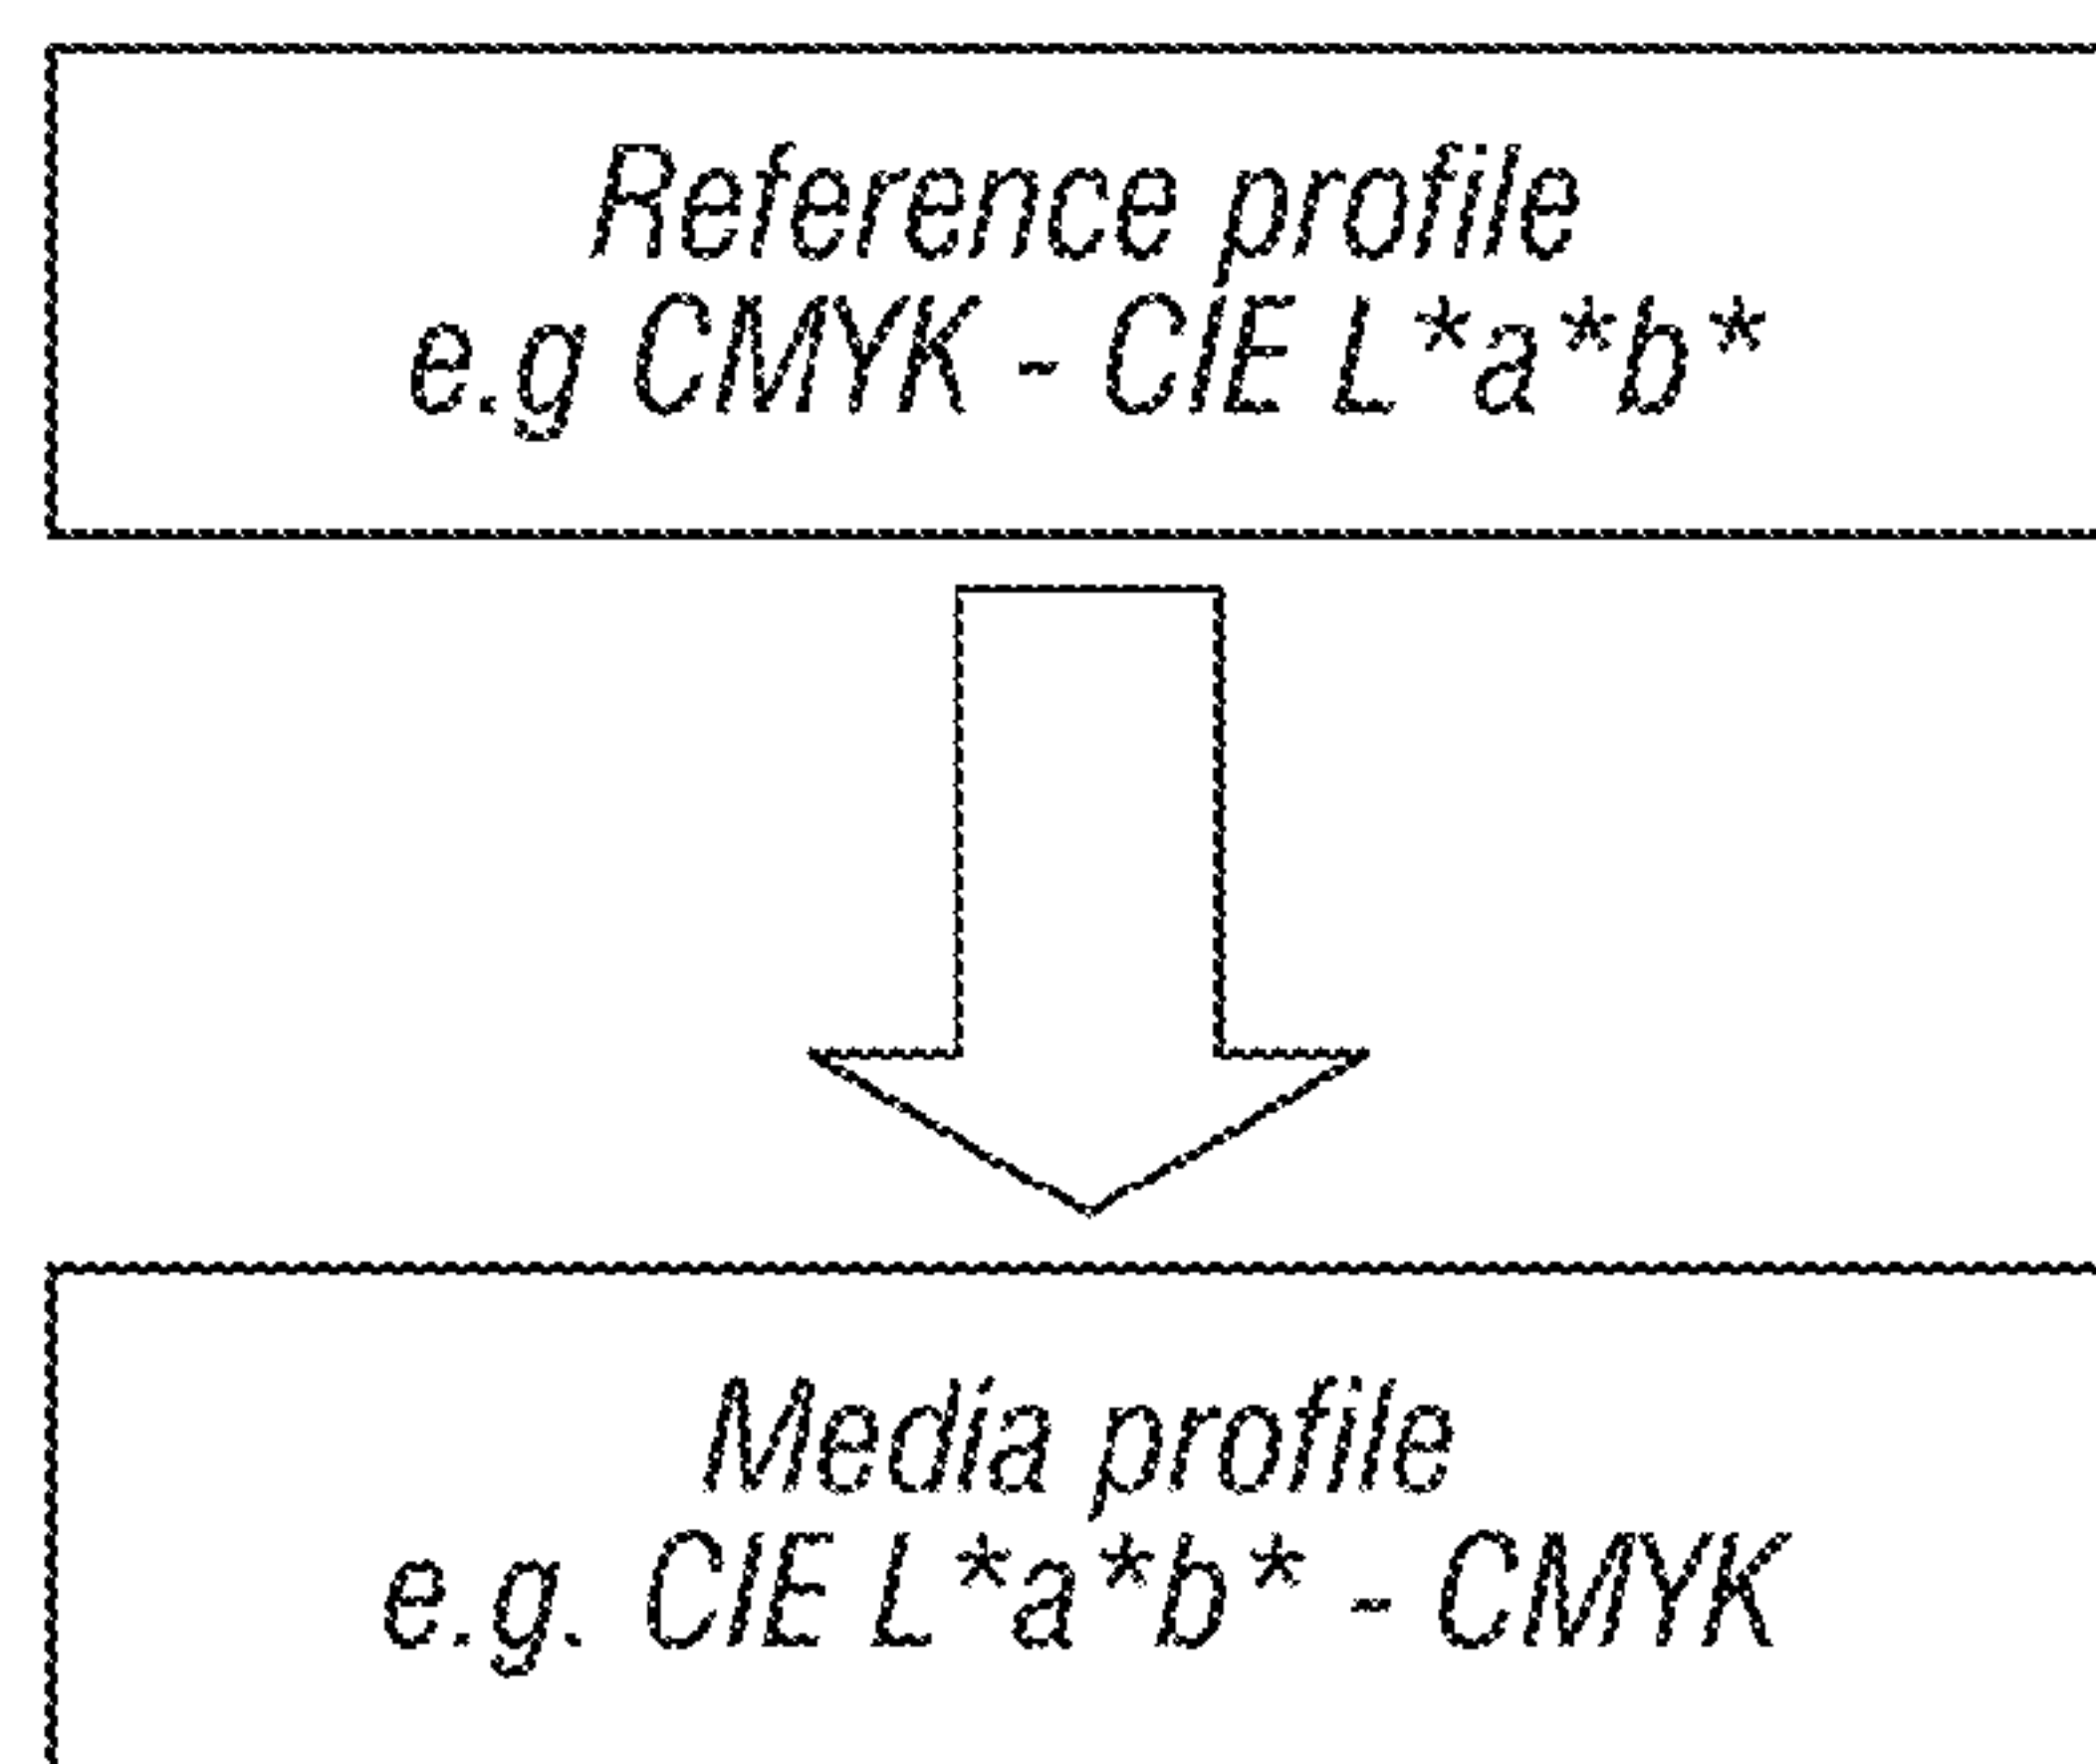 Reference profile
e.g CMYK - CIE L*a*b*
Media profile
e.g. CIE L*a*b* - CMYK